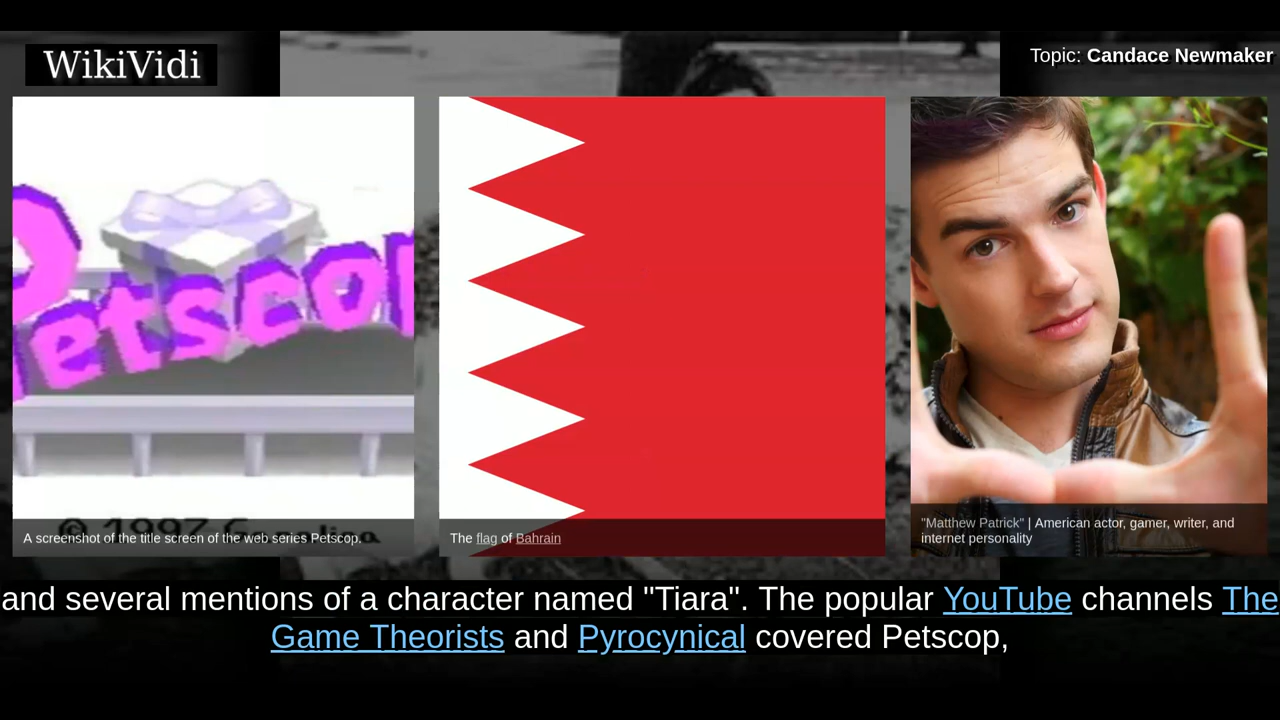 WikiVidi
Topic: Candace Newmaker
Petscop
© 1997 G
A screenshot of the title screen of the web series Petscop.
The flag of Bahrain
"Matthew Patrick" | American actor, gamer, writer, and
internet personality
and several mentions of a character named "Tiara". The popular YouTube channels The
Game Theorists and Pyrocynical covered Petscop,